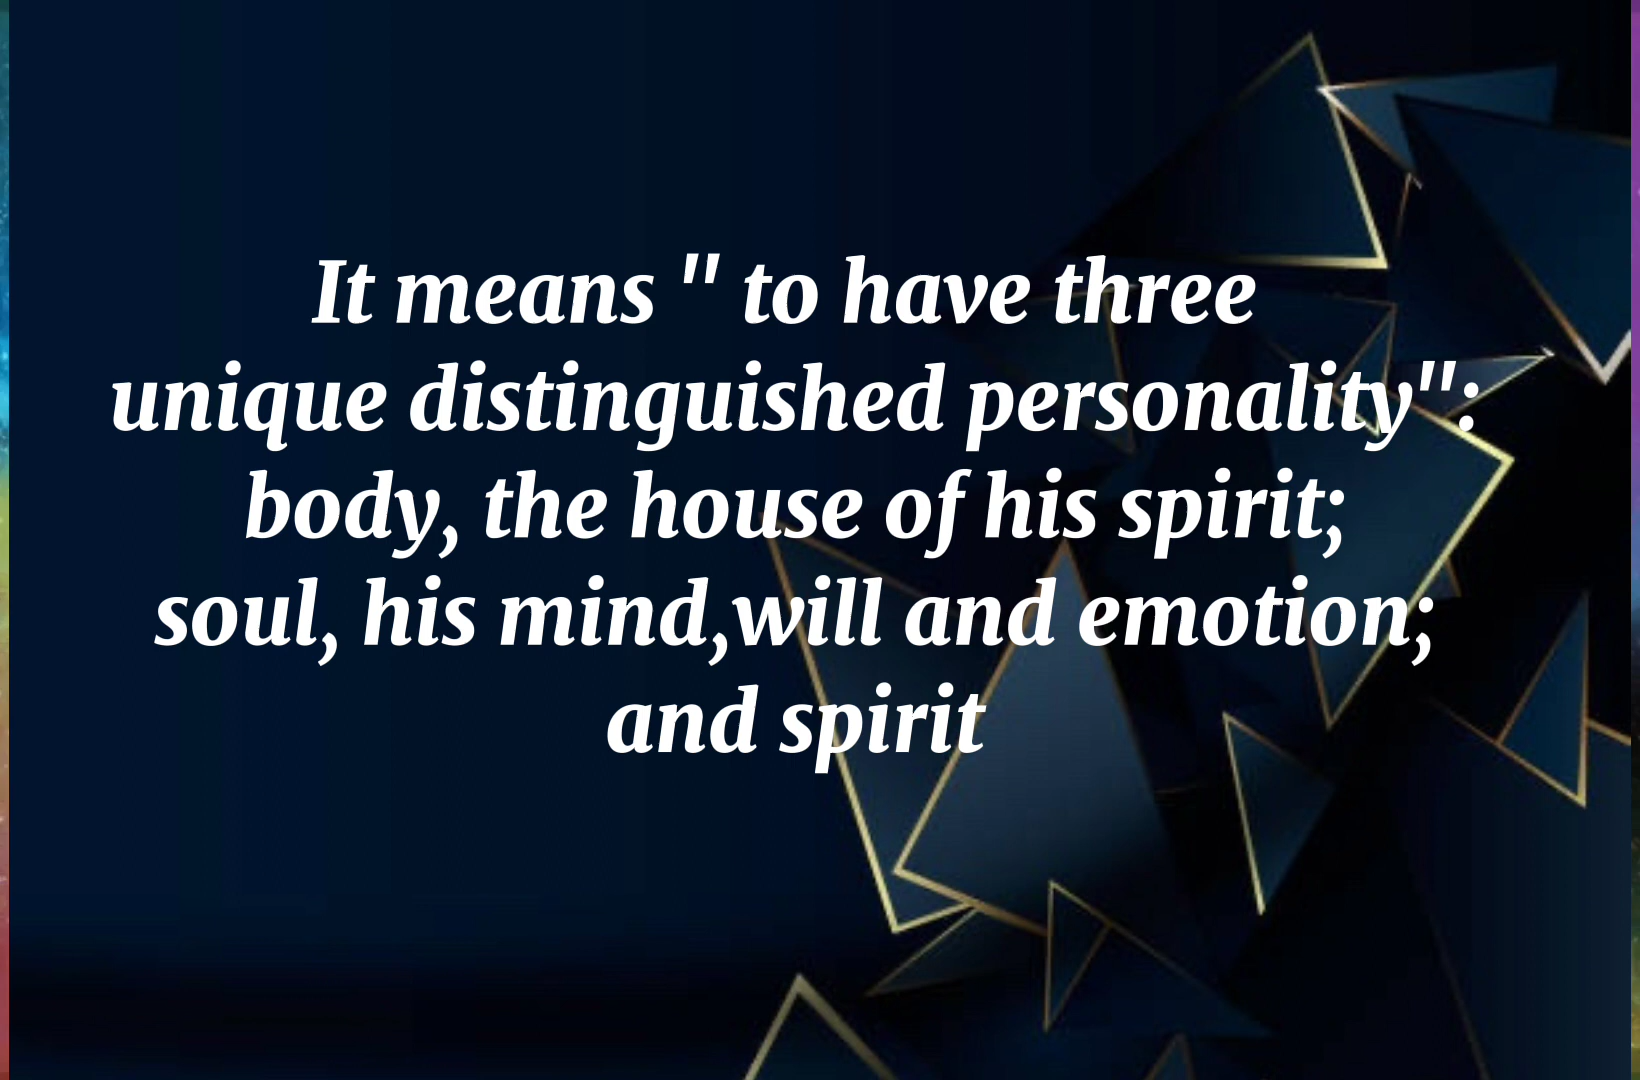 It means " to have three
unique distinguished personality":
body, the house of his spirit;
soul, his mind,will and emotion;
and spirit